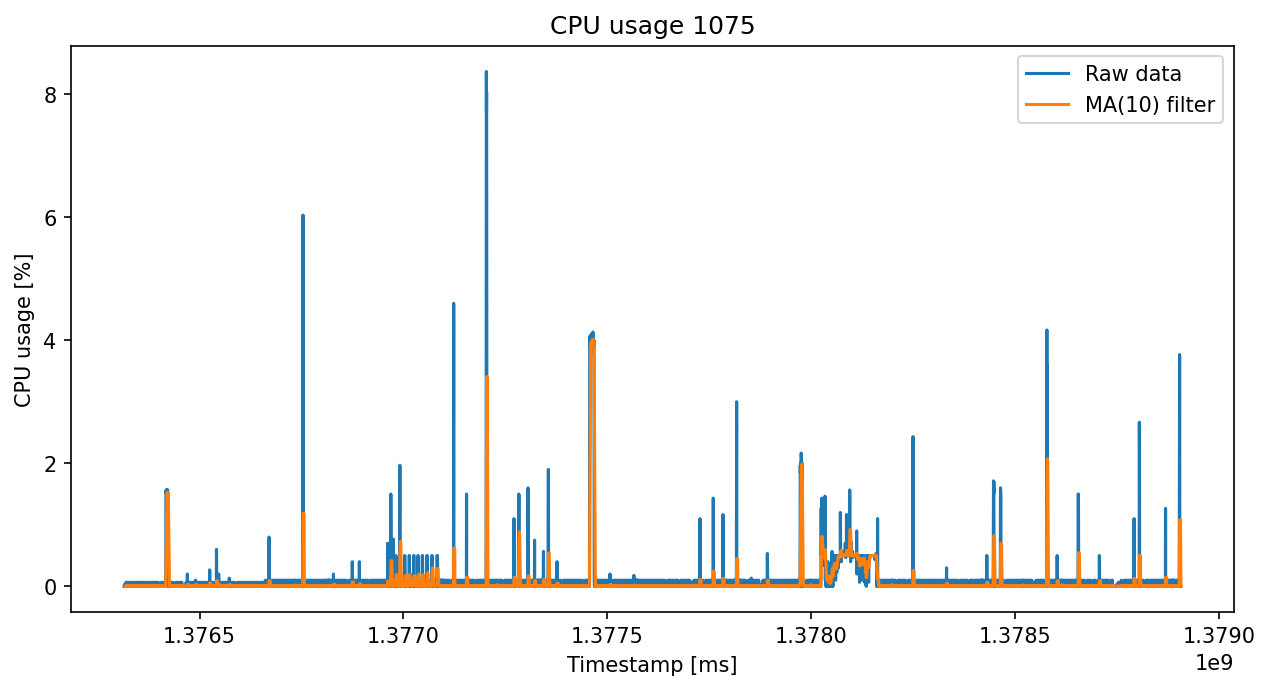 CPU usage 1075
Raw data
MA(10) filter
CPU usage [%]
8
6
4
2
0
1.3765 1.3770 1.3775 1.3780 1.3785 1.3790
1e9
Timestamp [ms]